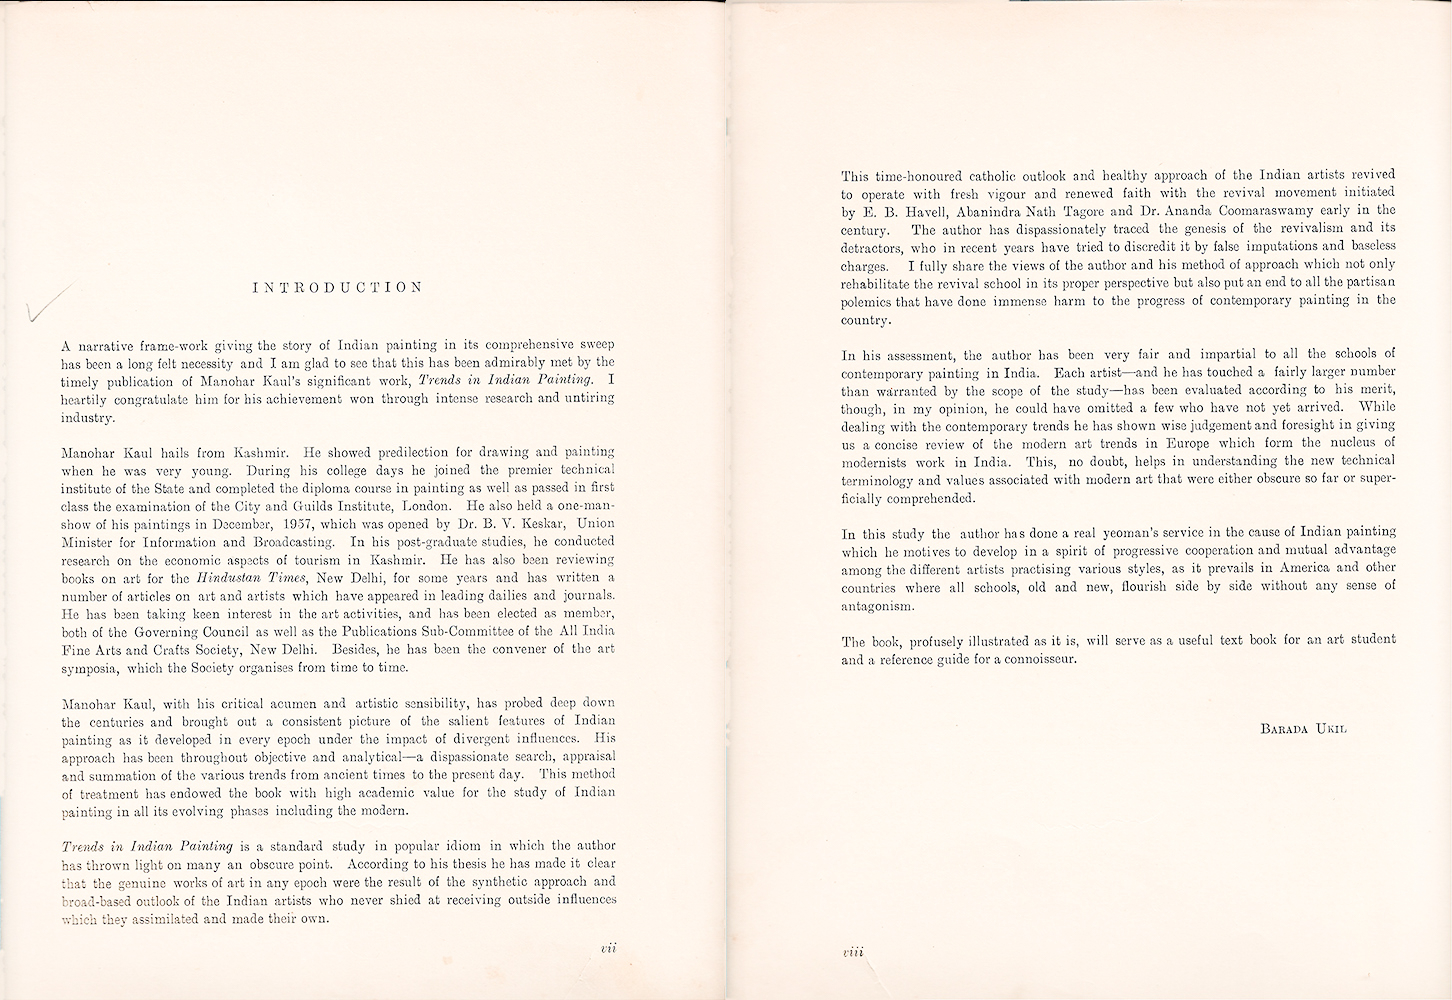 INTRODUCTION
A narrative frame-work giving the story of Indian painting in its comprehensive sweep
has been a long felt necessity and I am glad to see that this has been admirably met by the
timely publication of Manohar Kaul's significant work, Trends in Indian Painting. I
heartily congratulate him for his achievement won through intense research and untiring
industry.
Manohar Kaul hails from Kashmir. He showed predilection for drawing and painting
when he was very young. During his college days he joined the premier technical
institute of the State and completed the diploma course in painting as well as passed in first
class the examination of the City and Guilds Institute, London. He also held a one-man-
show of his paintings in December, 1957, which was opened by Dr. B. V. Keskar, Union
Minister for Information and Broadcasting. In his post-graduate studies, he conducted
research on the economic aspects of tourism in Kashmir. He has also been reviewing
books on art for the Hindustan Times, New Delhi, for some years and has written a
number of articles on art and artists which have appeared in leading dailies and journals.
He has been taking keen interest in the art activities, and has been elected as member,
both of the Governing Council as well as the Publications Sub-Committee of the All India
Fine Arts and Crafts Society, New Delhi. Besides, he has been the convener of the art
symposia, which the Society organises from time to time.
Manohar Kaul, with his critical acumen and artistic sensibility, has probed deep down
the centuries and brought out a consistent picture of the salient features of Indian
painting as it developed in every epoch under the impact of divergent influences. His
approach has been throughout objective and analytical—a dispassionate search, appraisal
and summation of the various trends from ancient times to the present day. This method
of treatment has endowed the book with high academic value for the study of Indian
painting in all its evolving phases including the modern.
Trends in Indian Painting is a standard study in popular idiom in which the author
has thrown light on many an obscure point. According to his thesis he has made it clear
that the genuine works of art in any epoch were the result of the synthetic approach and
broad-based outlook of the Indian artists who never shied at receiving outside influences
which they assimilated and made their own.
vii
This time-honoured catholic outlook and healthy approach of the Indian artists revived
to operate with fresh vigour and renewed faith with the revival movement initiated
by E. B. Havell, Abanindra Nath Tagore and Dr. Ananda Coomaraswamy early in the
century. The author has dispassionately traced the genesis of the revivalism and its
detractors, who in recent years have tried to discredit it by false imputations and baseless
charges. I fully share the views of the author and his method of approach which not only
rehabilitate the revival school in its proper perspective but also put an end to all the partisan
polemics that have done immense harm to the progress of contemporary painting in the
country.
In his assessment, the author has been very fair and impartial to all the schools of
contemporary painting in India. Each artist—and he has touched a fairly larger number
than warranted by the scope of the study—has been evaluated according to his merit,
though, in my opinion, he could have omitted a few who have not yet arrived. While
dealing with the contemporary trends he has shown wise judgement and foresight in giving
us a concise review of the modern art trends in Europe which form the nucleus of
modernists work in India. This, no doubt, helps in understanding the new technical
terminology and values associated with modern art that were either obscure so far or super-
ficially comprehended.
In this study the author has done a real yeoman's service in the cause of Indian painting
which he motives to develop in a spirit of progressive cooperation and mutual advantage
among the different artists practising various styles, as it prevails in America and other
countries where all schools, old and new, flourish side by side without any sense of
antagonism.
The book, profusely illustrated as it is, will serve as a useful text book for an art student
and a reference guide for a connoisseur.
BARADA UKIL
viii